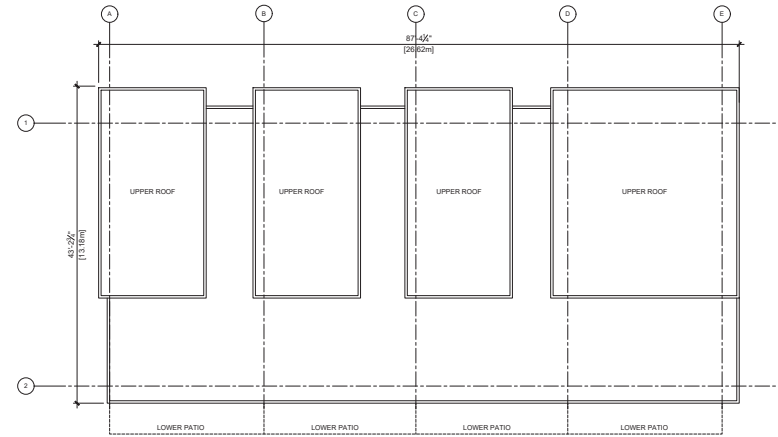 A B C D E
87'-4¼"
[26.62m]
1
UPPER ROOF UPPER ROOF UPPER ROOF UPPER ROOF
43'-2¾"
[13.18m]
2
LOWER PATIO LOWER PATIO LOWER PATIO LOWER PATIO